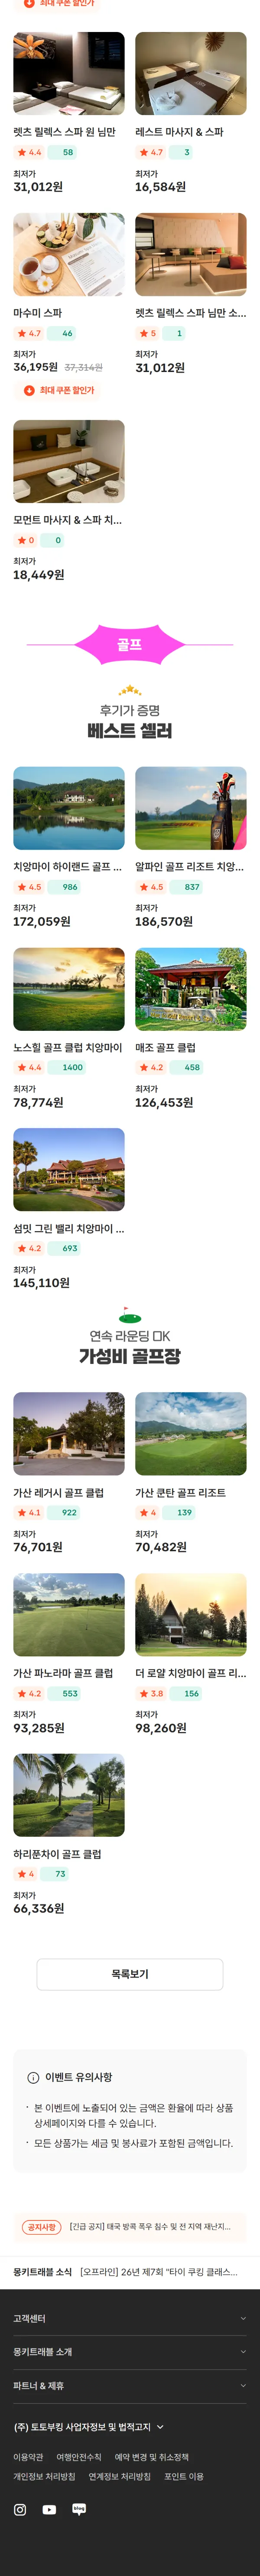 최대 쿠폰 할인가
렛츠 릴렉스 스파 원 님만
4.4 58
최저가
31,012원
레스트 마사지 & 스파
4.7 3
최저가
16,584원
마수미 스파
4.7 46
최저가
36,195원 37,314원
최대 쿠폰 할인가
렛츠 릴렉스 스파 님만 소...
5 1
최저가
31,012원
모먼트 마사지 & 스파 치...
0 0
최저가
18,449원
골프
후기가 증명
베스트 셀러
치앙마이 하이랜드 골프 ...
4.5 986
최저가
172,059원
알파인 골프 리조트 치앙...
4.5 837
최저가
186,570원
노스힐 골프 클럽 치앙마이
4.4 1400
최저가
78,774원
매조 골프 클럽
4.2 458
최저가
126,453원
섬밋 그린 밸리 치앙마이 ...
4.2 693
최저가
145,110원
연속 라운딩 OK
가성비 골프장
가산 레거시 골프 클럽
4.1 922
최저가
76,701원
가산 쿤탄 골프 리조트
4 139
최저가
70,482원
가산 파노라마 골프 클럽
4.2 553
최저가
93,285원
더 로얄 치앙마이 골프 리...
3.8 156
최저가
98,260원
하리푼차이 골프 클럽
4 73
최저가
66,336원
목록보기
이벤트 유의사항
· 본 이벤트에 노출되어 있는 금액은 환율에 따라 상품
상세페이지와 다를 수 있습니다.
· 모든 상품가는 세금 및 봉사료가 포함된 금액입니다.
공지사항 [긴급 공지] 태국 방콕 폭우 침수 및 전 지역 재난지...
몽키트래블 소식 [오프라인] 26년 제7회 "타이 쿠킹 클래스...
고객센터
몽키트래블 소개
파트너 & 제휴
(주) 토토부킹 사업자정보 및 법적고지
이용약관 여행안전수칙 예약 변경 및 취소정책
개인정보 처리방침 연계정보 처리방침 포인트 이용
blog